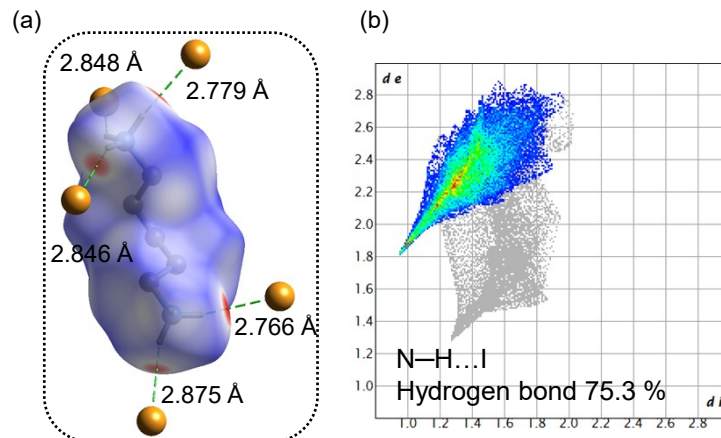 (a)
2.848 Å
2.779 Å
2.846 Å
2.766 Å
2.875 Å
(b)
d e
2.8
2.6
2.4
2.2
2.0
1.8
1.6
1.4
1.2
1.0
N—H...I
Hydrogen bond 75.3 %
d i
1.0 1.2 1.4 1.6 1.8 2.0 2.2 2.4 2.6 2.8